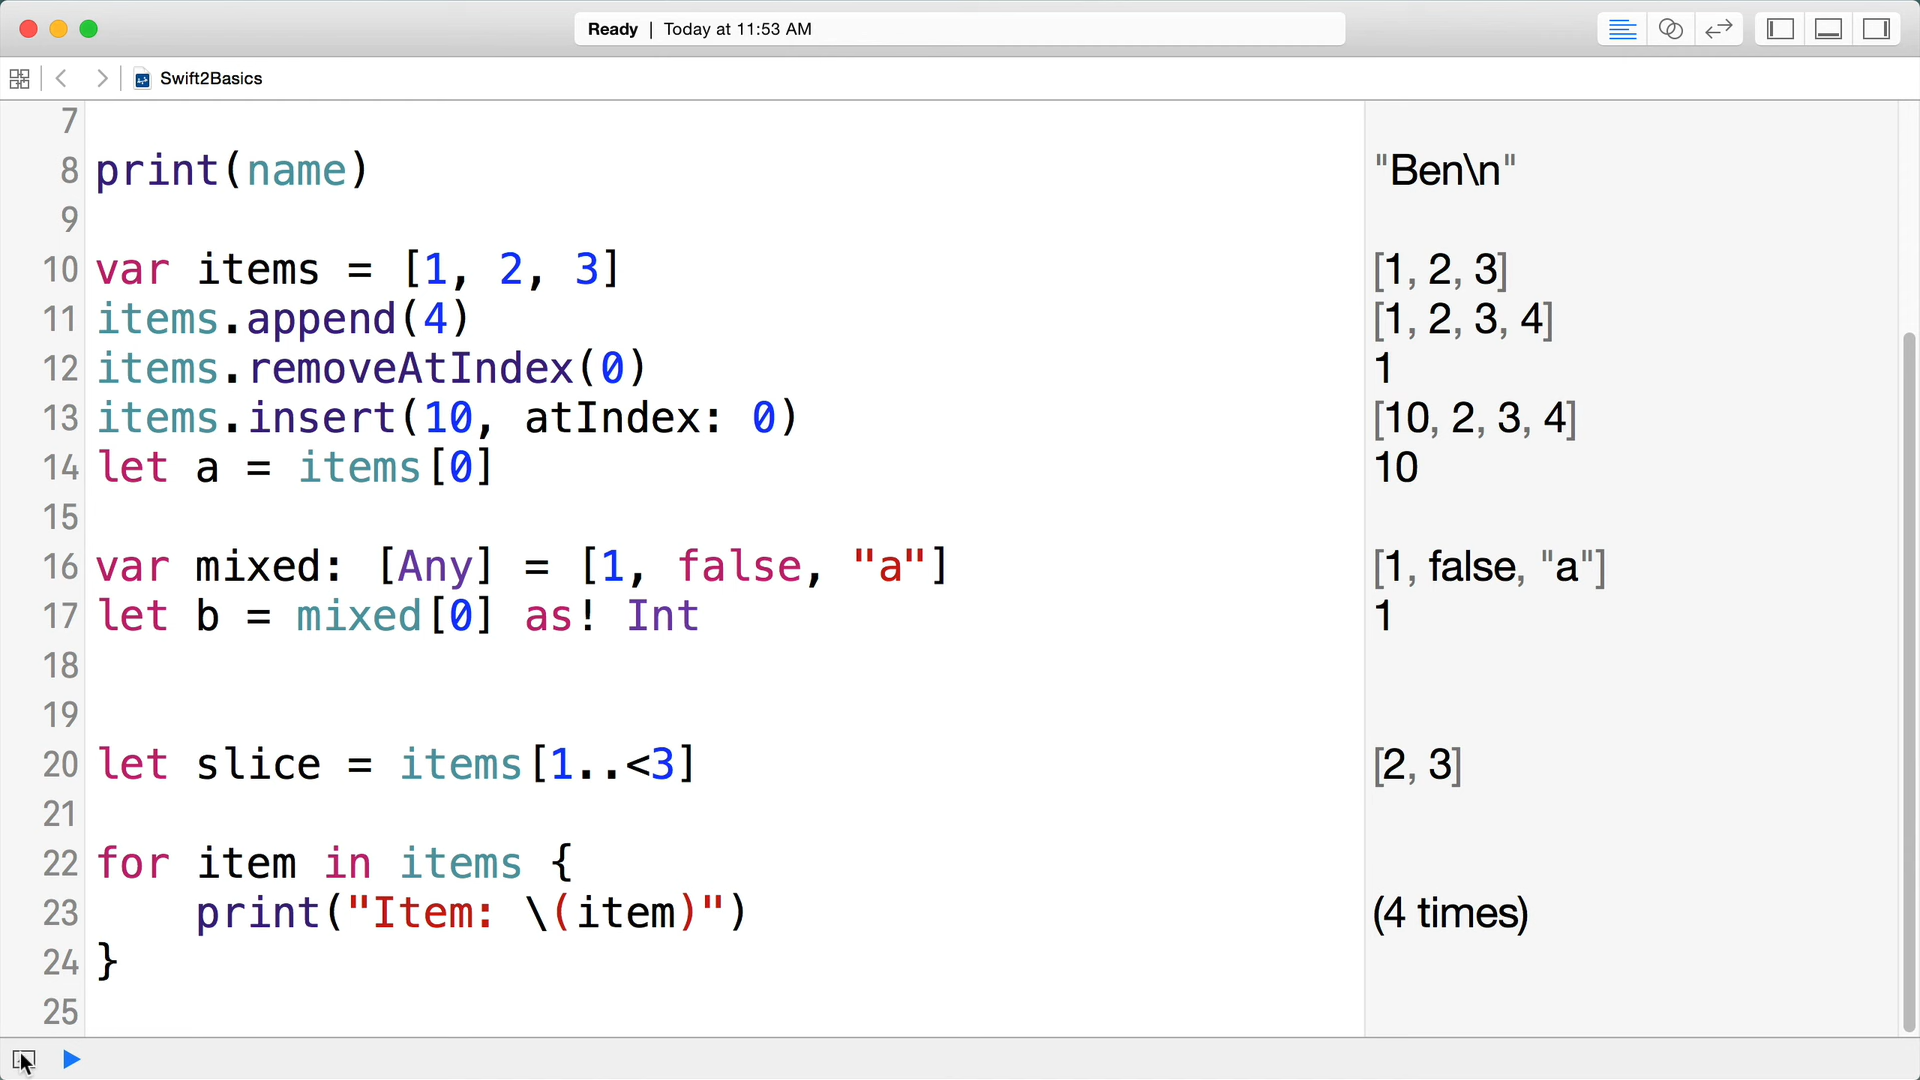 Ready | Today at 11:53 AM
Swift2Basics
7
8 print(name) "Ben\n"
9
10 var items = [1, 2, 3] [1, 2, 3]
11 items.append(4) [1, 2, 3, 4]
12 items.removeAtIndex(0) 1
13 items.insert(10, atIndex: 0) [10, 2, 3, 4]
14 let a = items[0] 10
15
16 var mixed: [Any] = [1, false, "a"] [1, false, "a"]
17 let b = mixed[0] as! Int 1
18
19
20 let slice = items[1..<3] [2, 3]
21
22 for item in items {
23 print("Item: \(item)") (4 times)
24 }
25